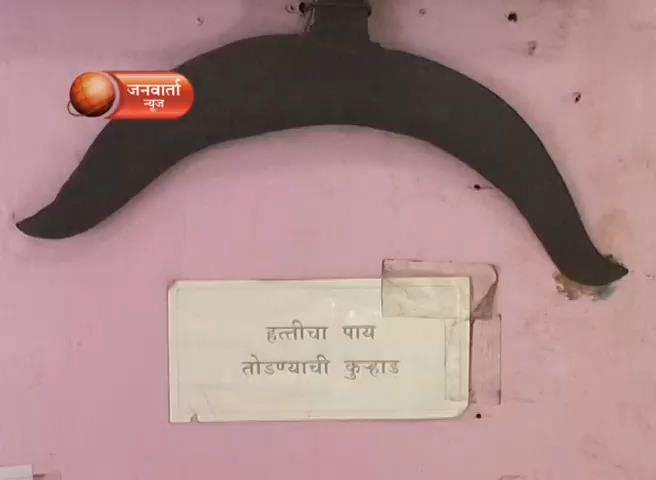 जनवार्ता
न्यूज
हत्तीचा पाय
तोडण्याची कुऱ्हाड